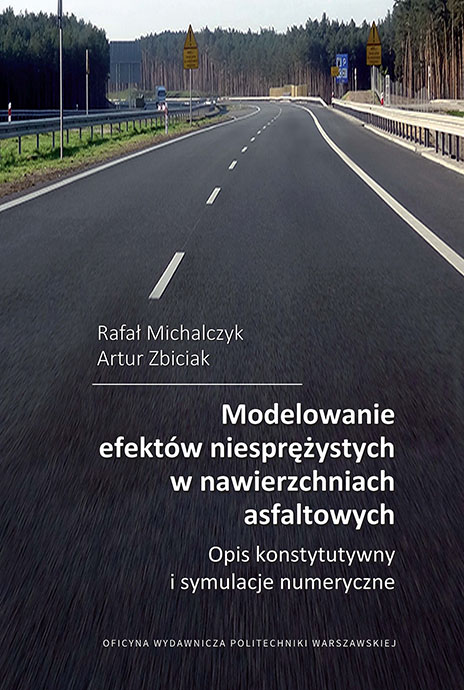 Rafał Michalczyk
Artur Zbiciak
Modelowanie
efektów niesprężystych
w nawierzchniach
asfaltowych
Opis konstytutywny
i symulacje numeryczne
OFICYNA WYDAWNICZA POLITECHNIKI WARSZAWSKIEJ